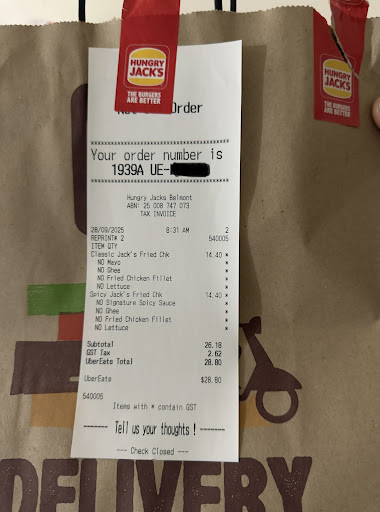 HUNGRY
JACK'S
THE BURGERS
ARE BETTER
HUNGRY
JACK'S
THE BURGERS
ARE BETTER
Order
Your order number is
1939A UE-
Hungry Jacks Belmont
ABN: 25 008 747 073
TAX INVOICE
28/09/2025 8:31 AM 2
REPRINT# 2 540005
ITEM QTY
Classic Jack's Fried Chk 14.40 *
NO Mayo *
NO Ghee *
NO Fried Chicken Fillet *
NO Lettuce *
Spicy Jack's Fried Chk 14.40 *
NO Signature Spicy Sauce *
NO Ghee *
NO Fried Chicken Fillet *
NO Lettuce *
Subtotal 26.18
GST Tax 2.62
UberEats Total 28.80
UberEats $28.80
540005
Items with * contain GST
------- Tell us your thoughts ! -------
--- Check Closed ---
DELIVERY